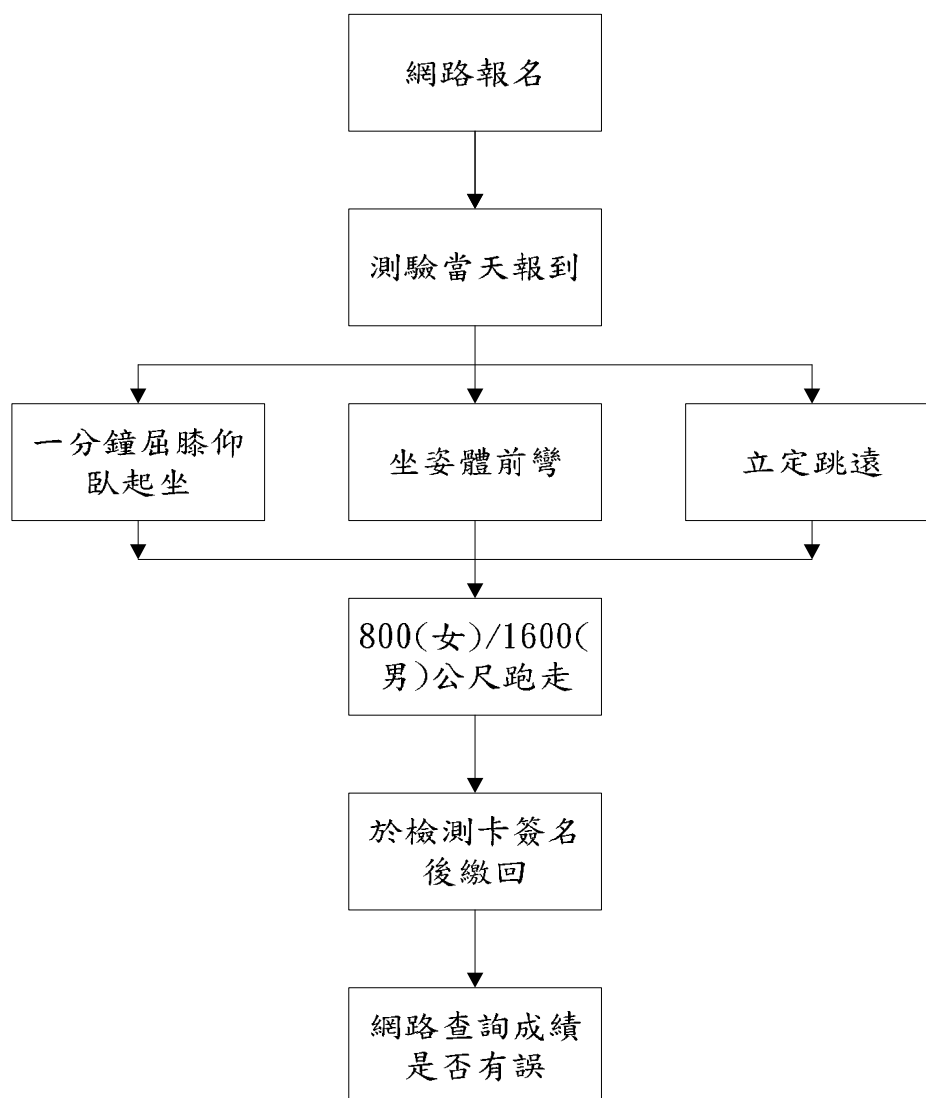 網路報名
測驗當天報到
一分鐘屈膝仰
臥起坐
坐姿體前彎
立定跳遠
800(女)/1600(
男)公尺跑走
於檢測卡簽名
後繳回
網路查詢成績
是否有誤